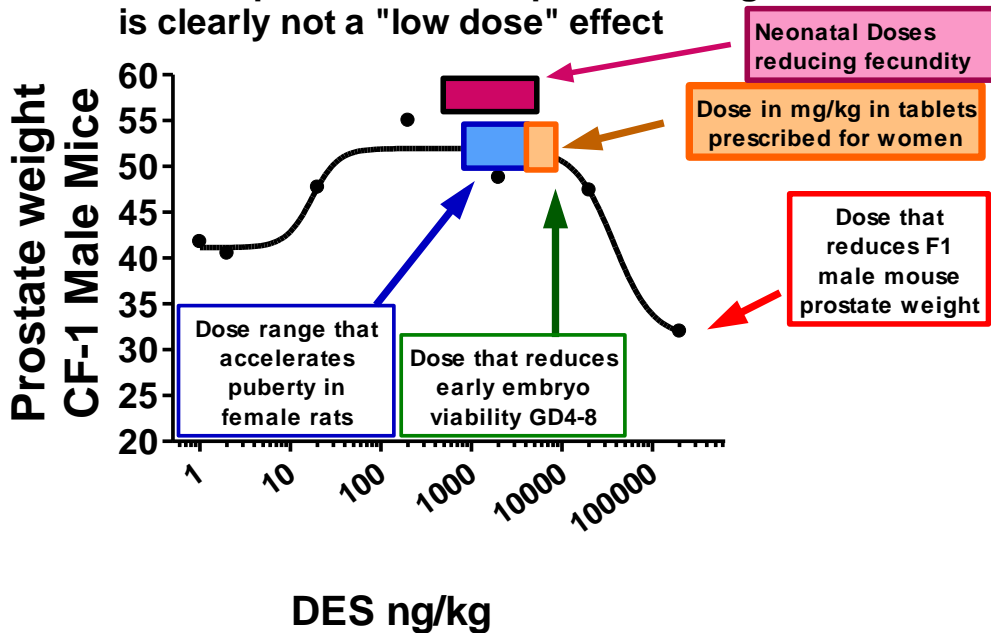 is clearly not a "low dose" effect
Neonatal Doses
reducing fecundity
Dose in mg/kg in tablets
prescribed for women
Dose that
reduces F1
male mouse
prostate weight
Dose range that
accelerates
puberty in
female rats
Dose that reduces
early embryo
viability GD4-8
Prostate weight
CF-1 Male Mice
60
55
50
45
40
35
30
25
20
1
10
100
1000
10000
100000
DES ng/kg